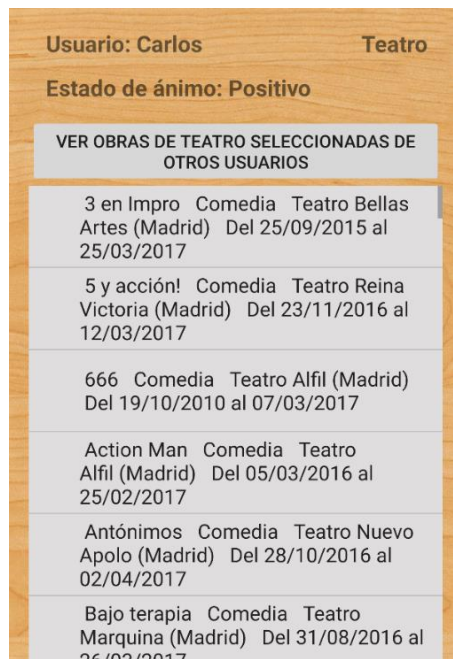 Usuario: Carlos Teatro
Estado de ánimo: Positivo
VER OBRAS DE TEATRO SELECCIONADAS DE
OTROS USUARIOS
3 en Impro Comedia Teatro Bellas
Artes (Madrid) Del 25/09/2015 al
25/03/2017
5 y acción! Comedia Teatro Reina
Victoria (Madrid) Del 23/11/2016 al
12/03/2017
666 Comedia Teatro Alfil (Madrid)
Del 19/10/2010 al 07/03/2017
Action Man Comedia Teatro
Alfil (Madrid) Del 05/03/2016 al
25/02/2017
Antónimos Comedia Teatro Nuevo
Apolo (Madrid) Del 28/10/2016 al
02/04/2017
Bajo terapia Comedia Teatro
Marquina (Madrid) Del 31/08/2016 al